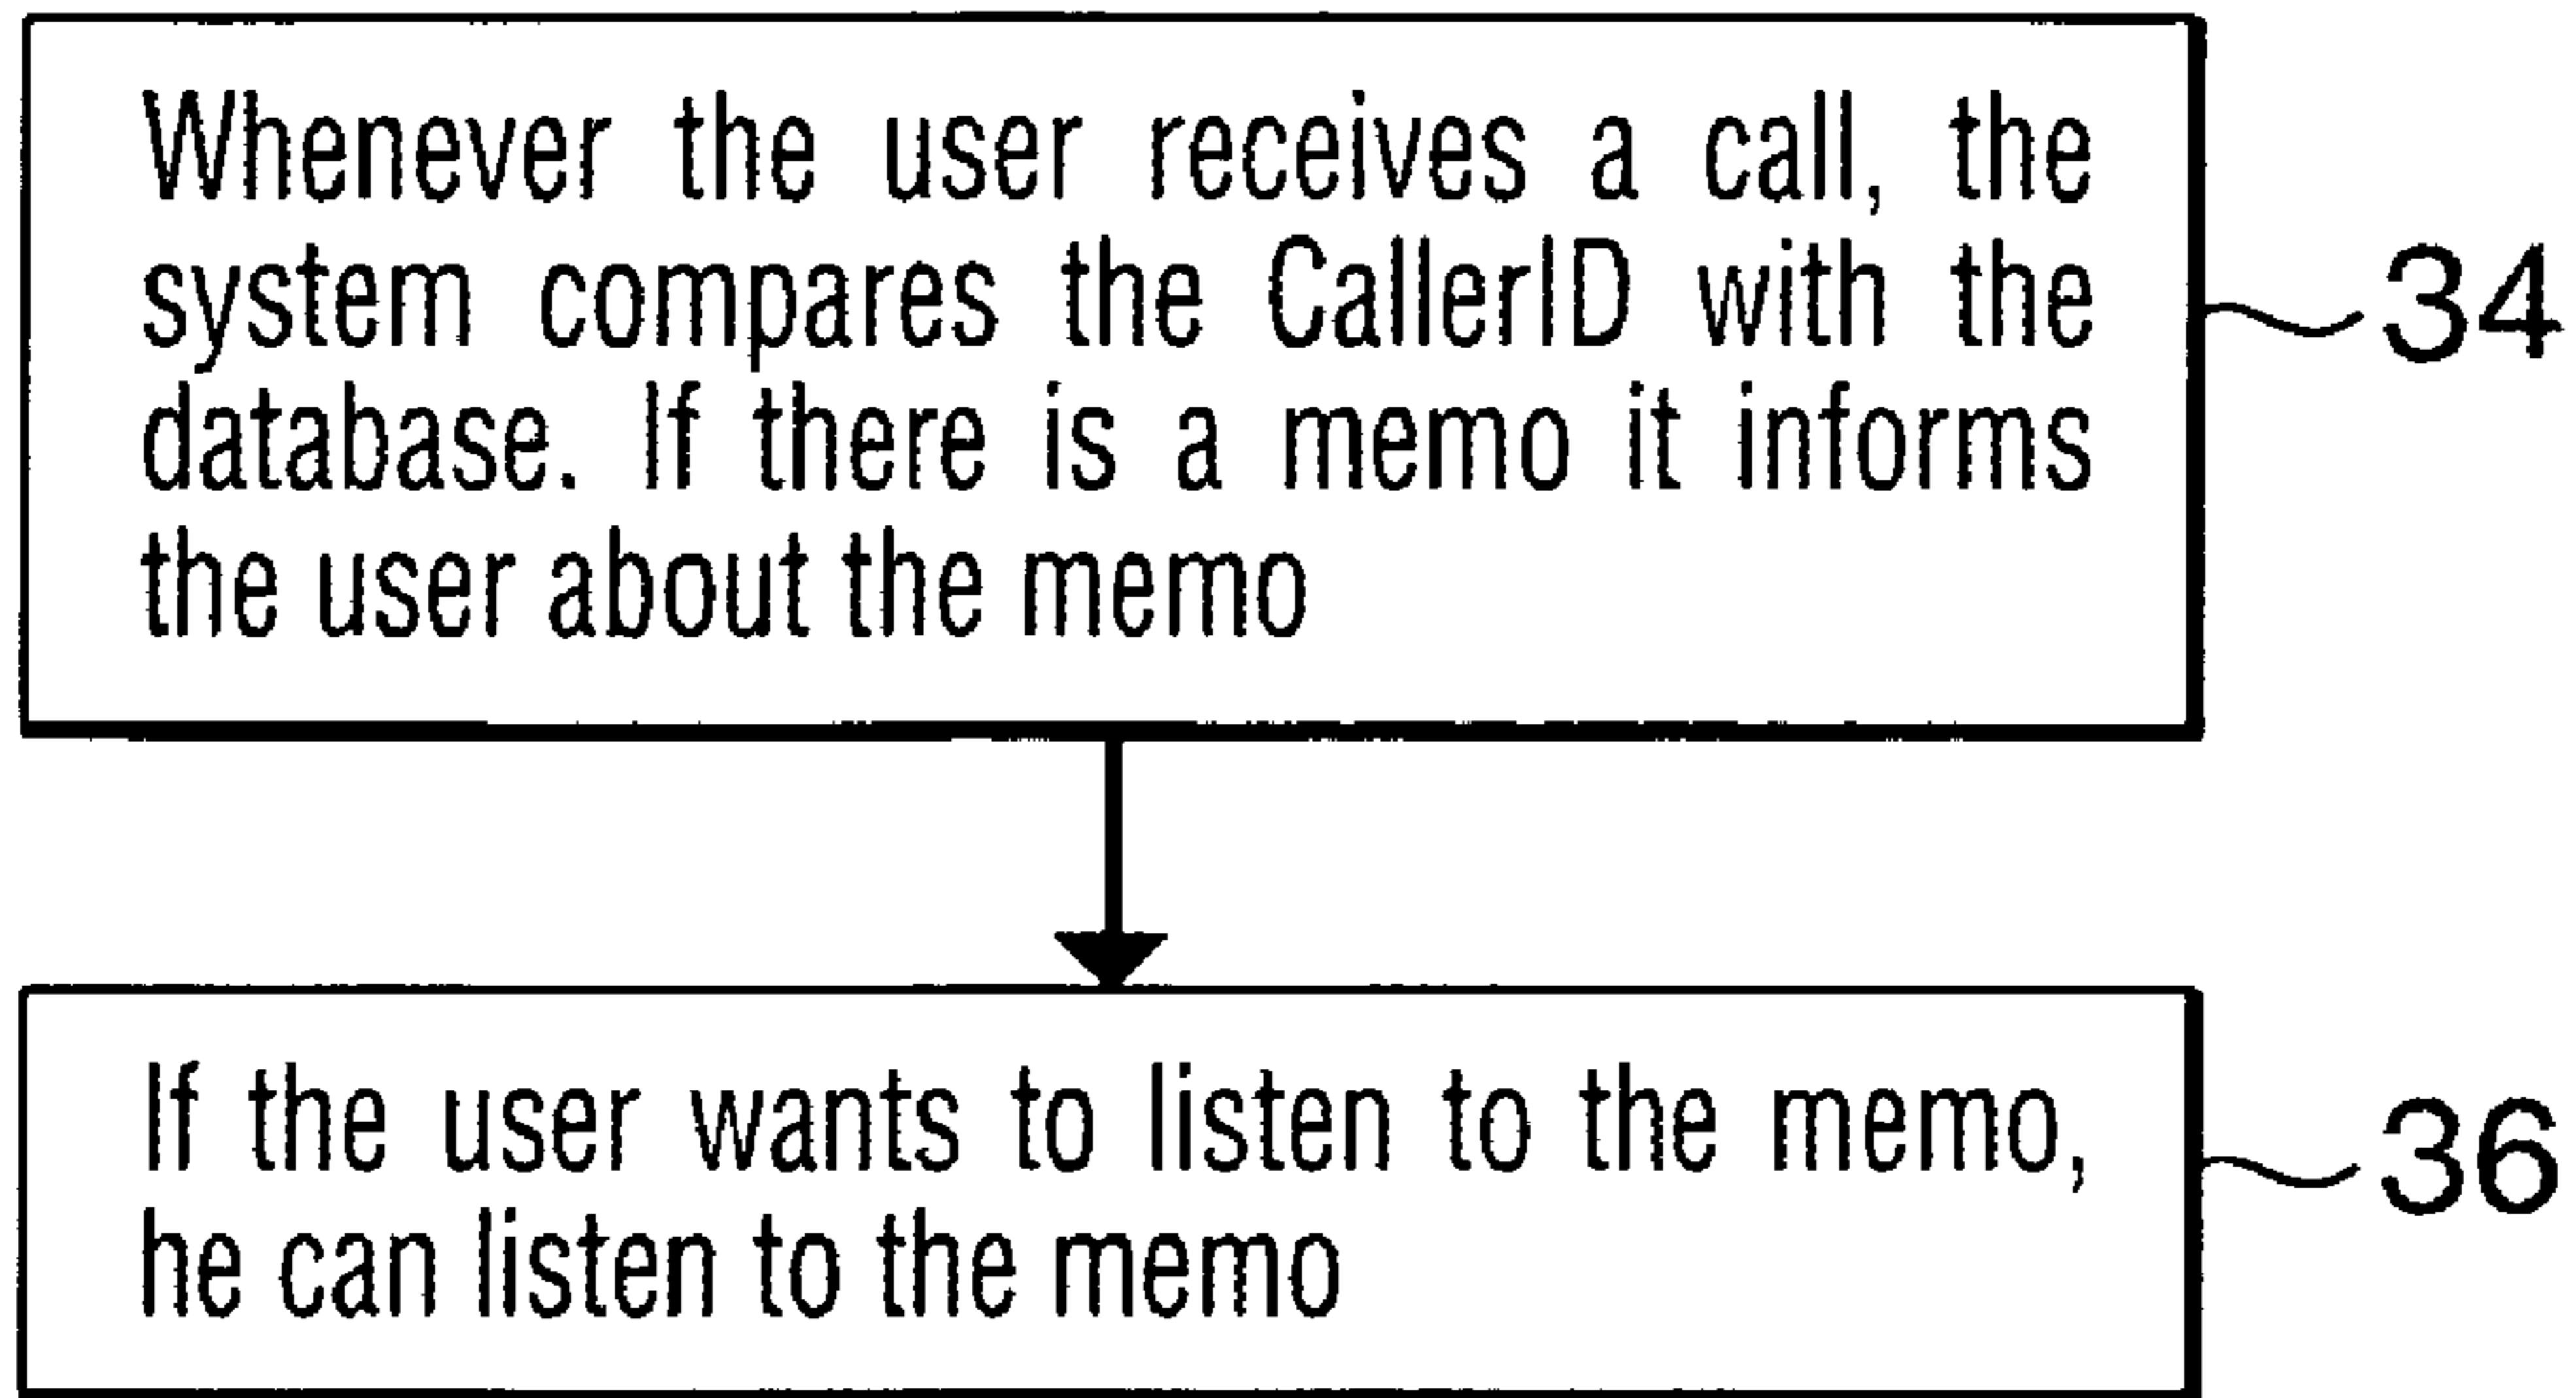 Whenever the user receives a call, the
system compares the CallerID with the
database. If there is a memo it informs
the user about the memo
34
If the user wants to listen to the memo,
he can listen to the memo
36